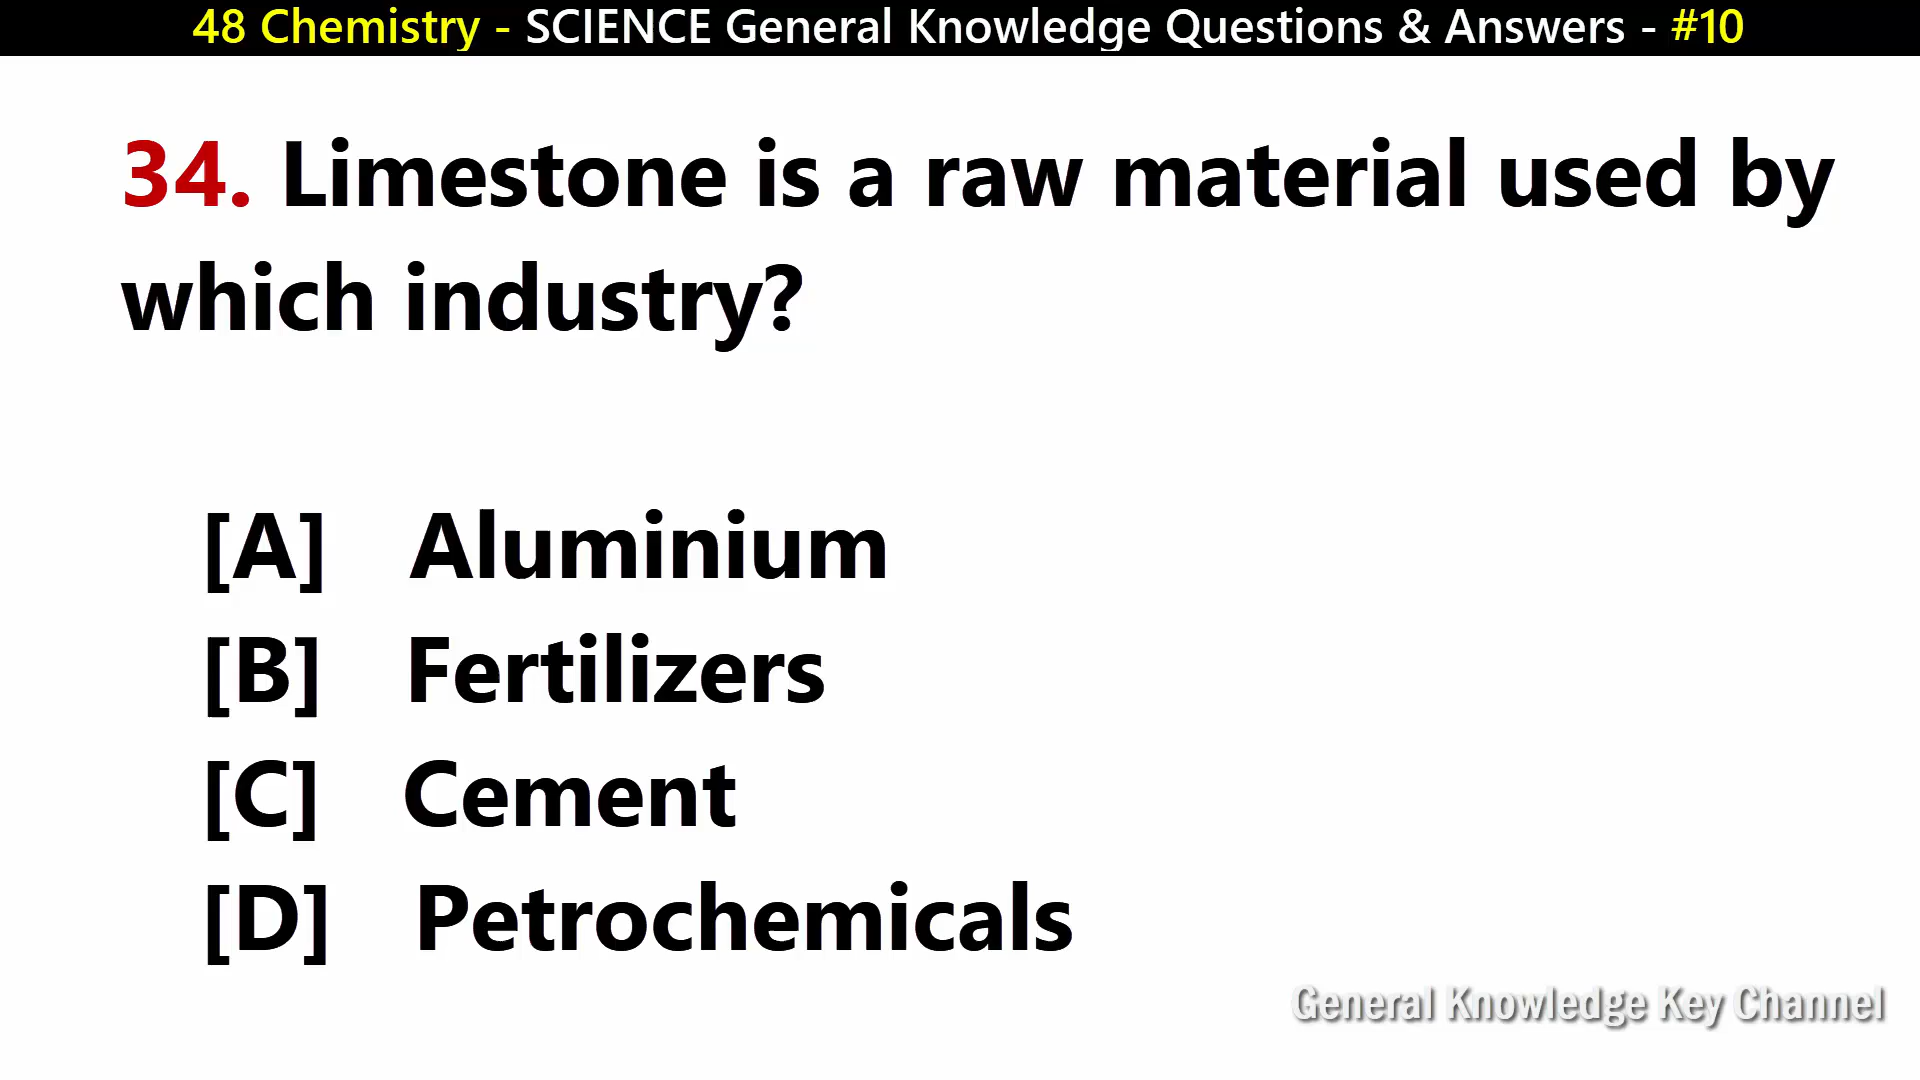 48 Chemistry - SCIENCE General Knowledge Questions & Answers - #10
34. Limestone is a raw material used by
which industry?
[A] Aluminium
[B] Fertilizers
[C] Cement
[D] Petrochemicals
General Knowledge Key Channel